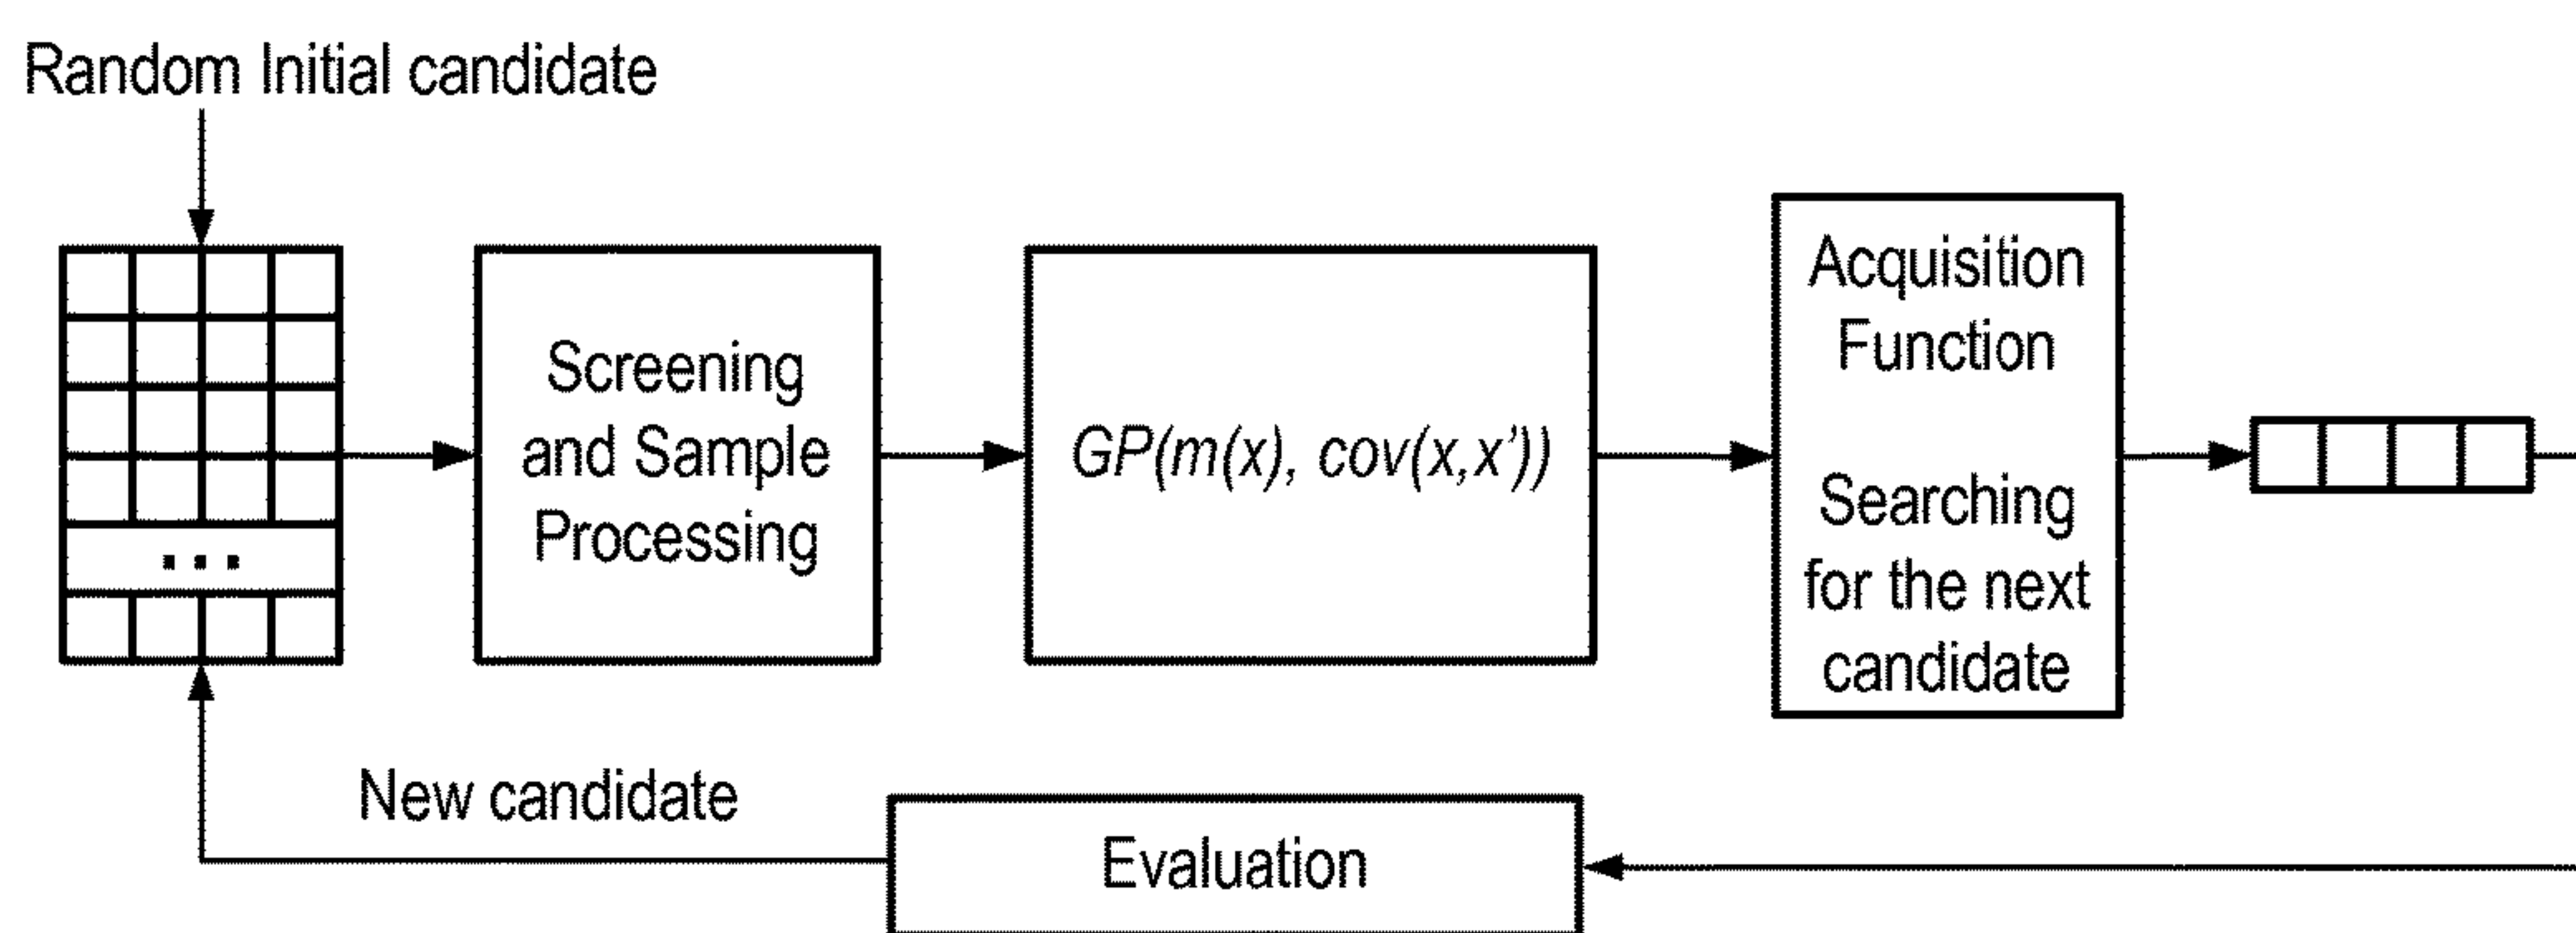 Random Initial candidate
Screening
and Sample
Processing
GP(m(x), cov(x,x'))
Acquisition
Function
Searching
for the next
candidate
...
New candidate
Evaluation